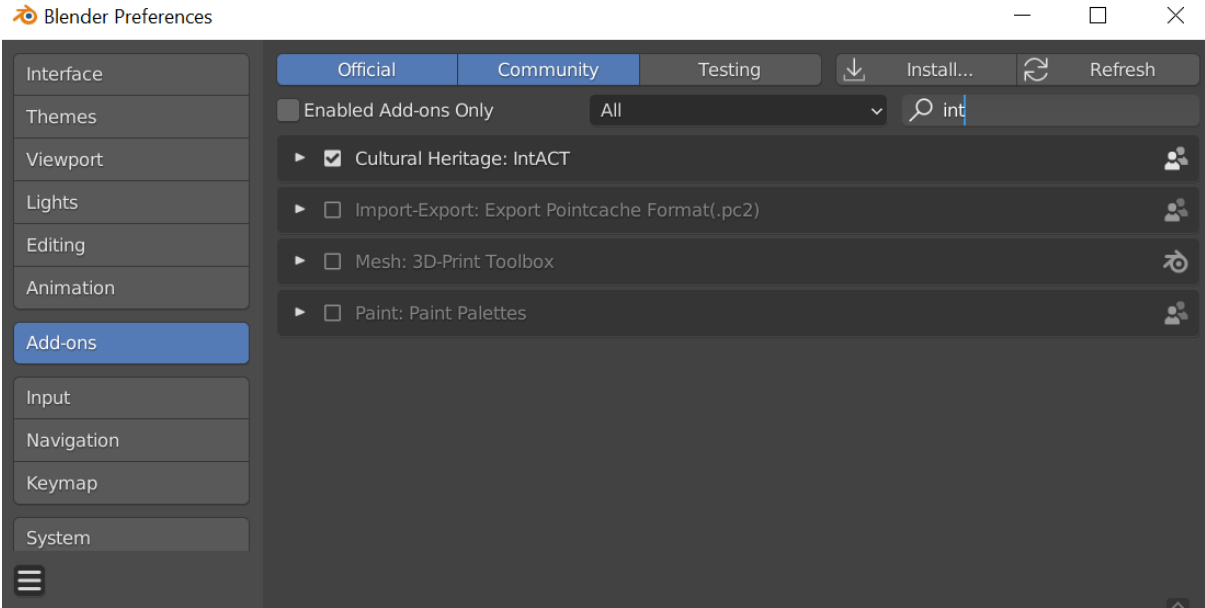 Blender Preferences
Interface
Themes
Viewport
Lights
Editing
Animation
Add-ons
Input
Navigation
Keymap
System
Official Community Testing Install... Refresh
Enabled Add-ons Only All int
Cultural Heritage: IntACT
Import-Export: Export Pointcache Format(.pc2)
Mesh: 3D-Print Toolbox
Paint: Paint Palettes